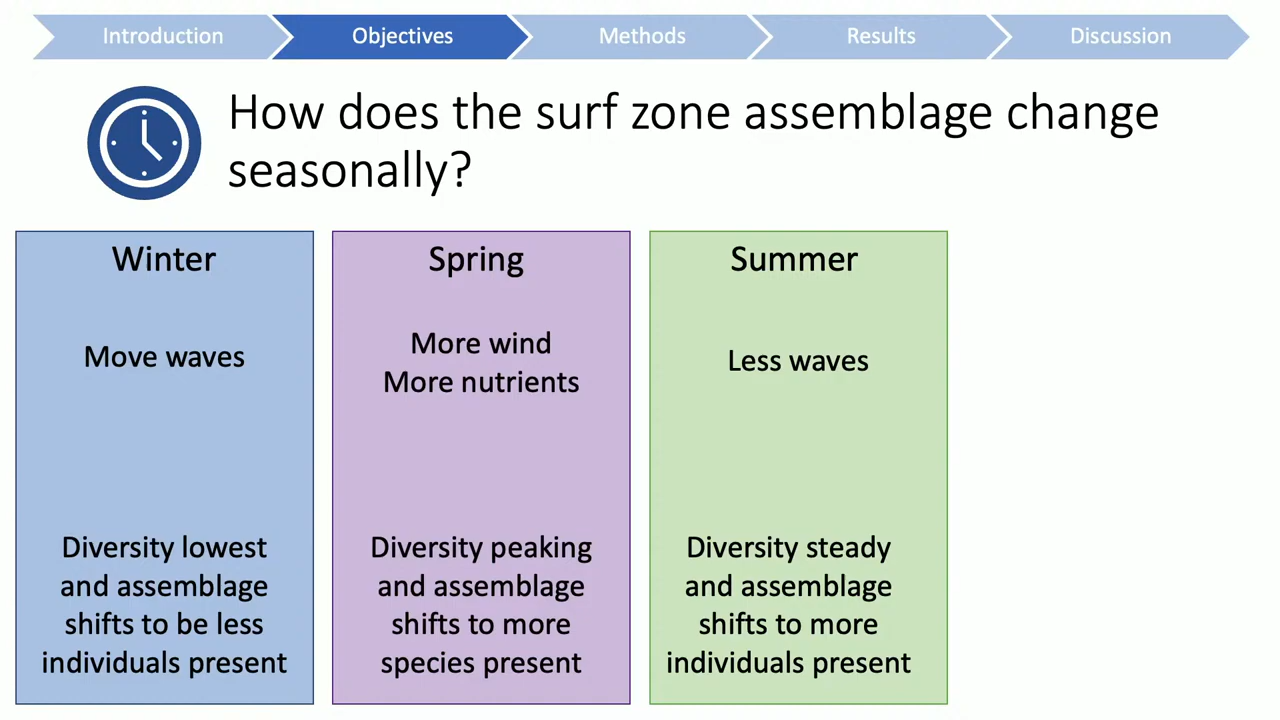 Introduction
Objectives
Methods
Results
Discussion
How does the surf zone assemblage change
seasonally?
Winter
Move waves
Diversity lowest
and assemblage
shifts to be less
individuals present
Spring
More wind
More nutrients
Diversity peaking
and assemblage
shifts to more
species present
Summer
Less waves
Diversity steady
and assemblage
shifts to more
individuals present